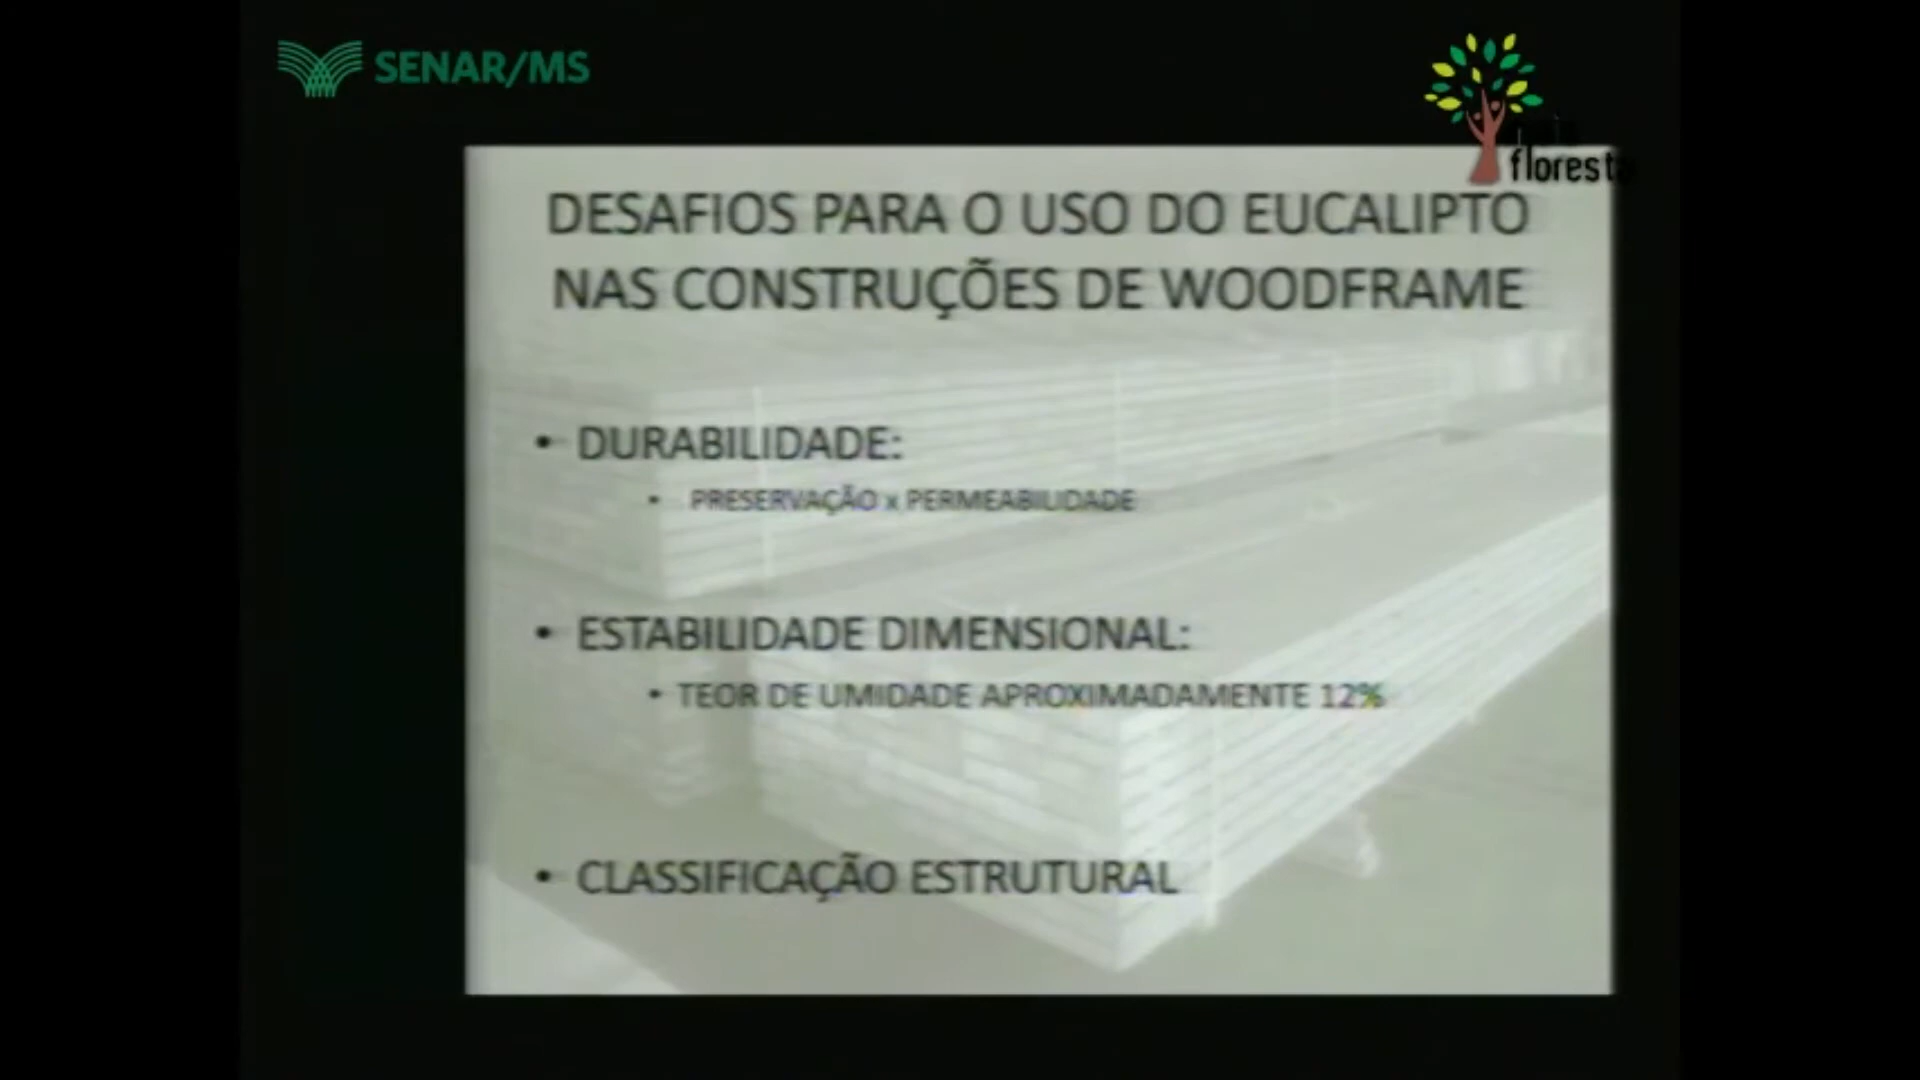 SENAR/MS
floresta
DESAFIOS PARA O USO DO EUCALIPTO
NAS CONSTRUÇÕES DE WOODFRAME
• DURABILIDADE:
• PRESERVAÇÃO x PERMEABILIDADE
• ESTABILIDADE DIMENSIONAL:
• TEOR DE UMIDADE APROXIMADAMENTE 12%
• CLASSIFICAÇÃO ESTRUTURAL